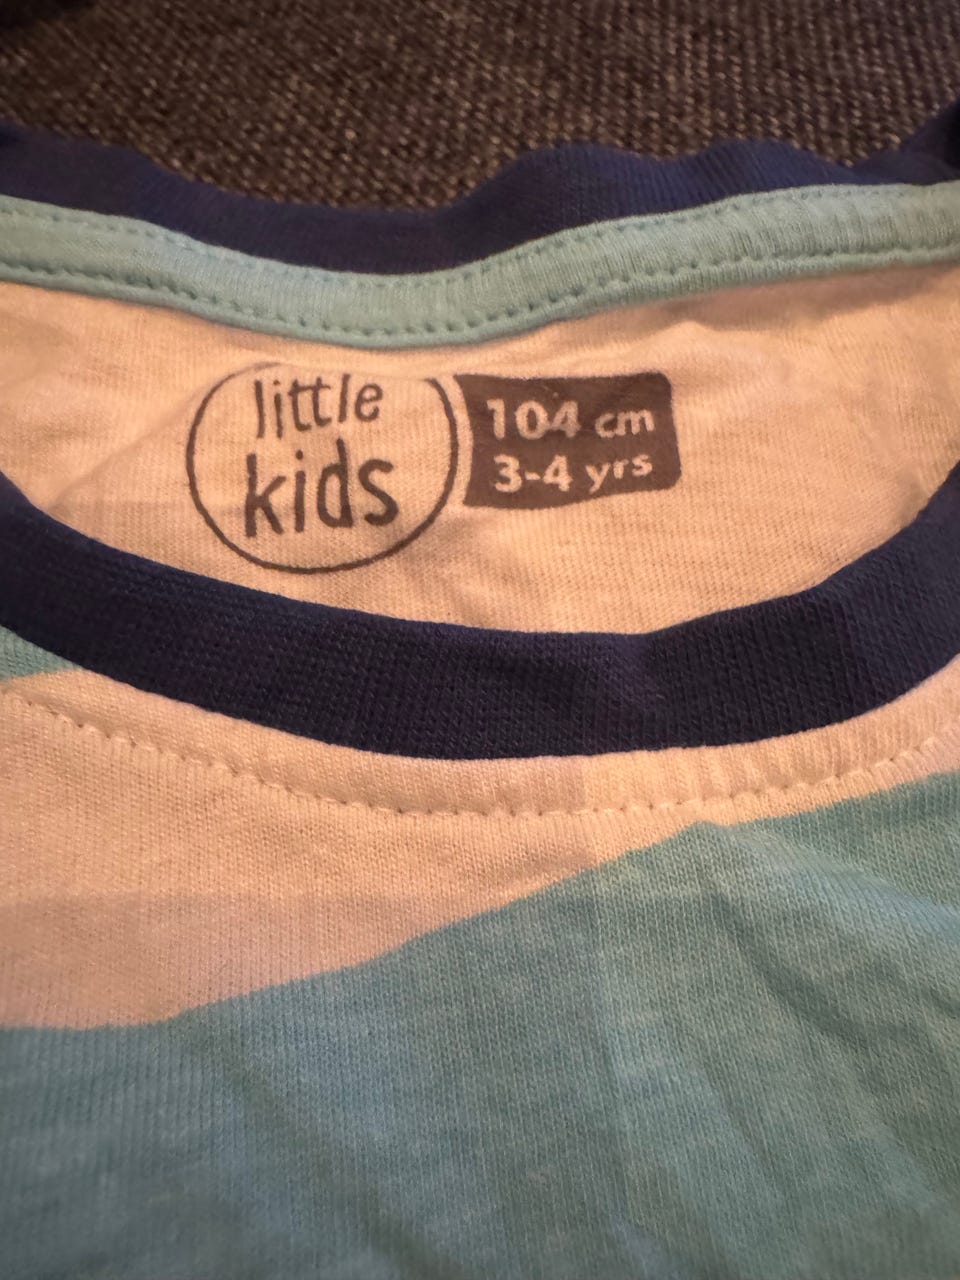 little
kids
104 cm
3-4 yrs